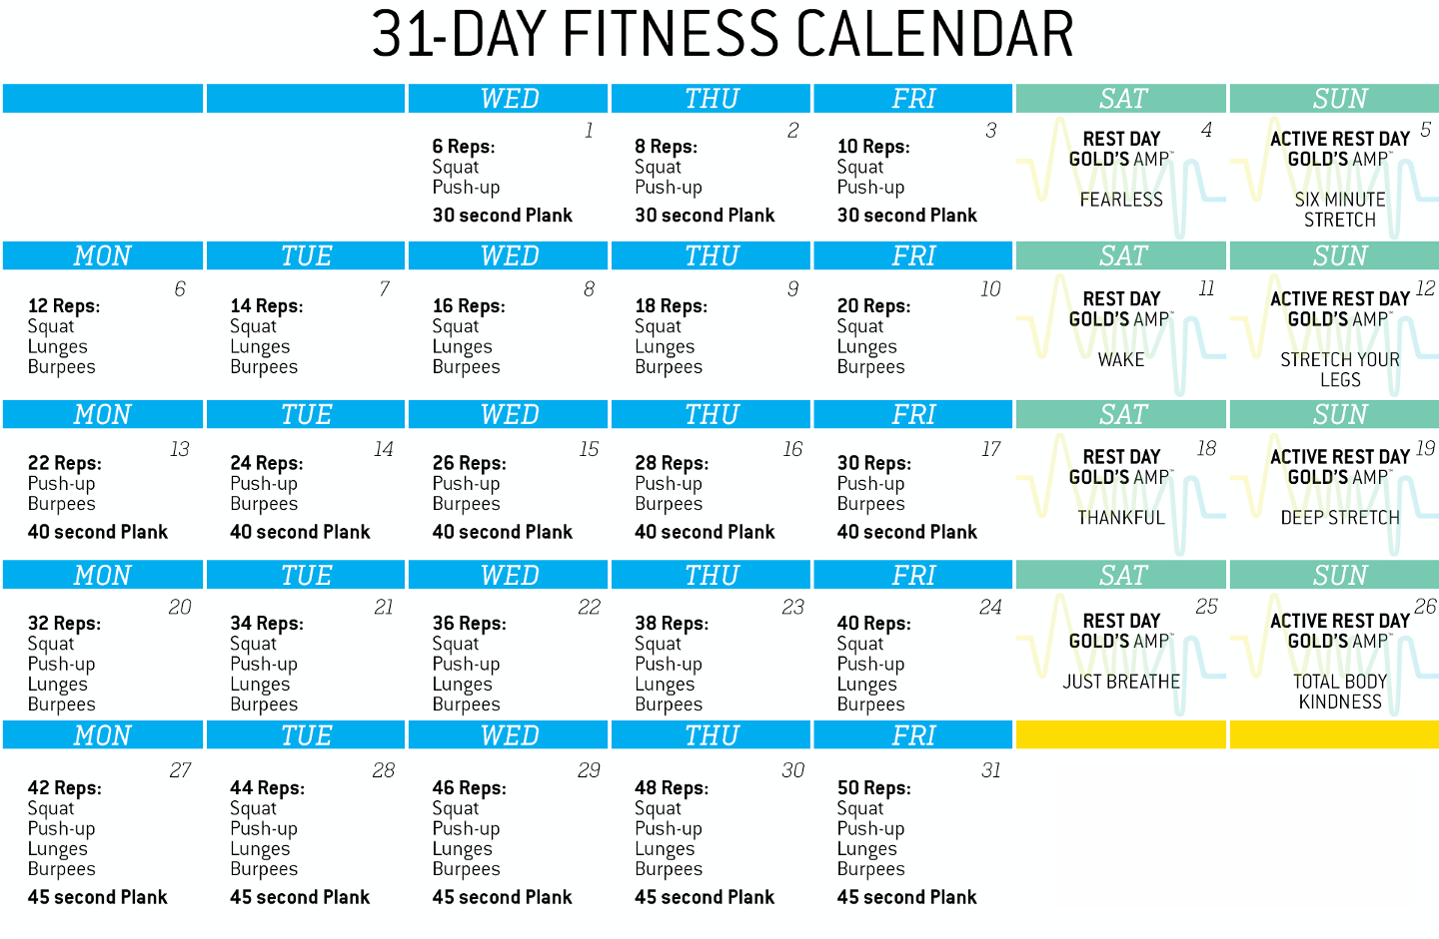 31-DAY FITNESS CALENDAR
WED THU FRI SAT SUN
1
6 Reps:
Squat
Push-up
30 second Plank
2
8 Reps:
Squat
Push-up
30 second Plank
3
10 Reps:
Squat
Push-up
30 second Plank
4
REST DAY
GOLD'S AMP™
FEARLESS
5
ACTIVE REST DAY
GOLD'S AMP™
SIX MINUTE
STRETCH
MON TUE WED THU FRI SAT SUN
6
12 Reps:
Squat
Lunges
Burpees
7
14 Reps:
Squat
Lunges
Burpees
8
16 Reps:
Squat
Lunges
Burpees
9
18 Reps:
Squat
Lunges
Burpees
10
20 Reps:
Squat
Lunges
Burpees
11
REST DAY
GOLD'S AMP™
WAKE
12
ACTIVE REST DAY
GOLD'S AMP™
STRETCH YOUR
LEGS
MON TUE WED THU FRI SAT SUN
13
22 Reps:
Push-up
Burpees
40 second Plank
14
24 Reps:
Push-up
Burpees
40 second Plank
15
26 Reps:
Push-up
Burpees
40 second Plank
16
28 Reps:
Push-up
Burpees
40 second Plank
17
30 Reps:
Push-up
Burpees
40 second Plank
18
REST DAY
GOLD'S AMP™
THANKFUL
19
ACTIVE REST DAY
GOLD'S AMP™
DEEP STRETCH
MON TUE WED THU FRI SAT SUN
20
32 Reps:
Squat
Push-up
Lunges
Burpees
21
34 Reps:
Squat
Push-up
Lunges
Burpees
22
36 Reps:
Squat
Push-up
Lunges
Burpees
23
38 Reps:
Squat
Push-up
Lunges
Burpees
24
40 Reps:
Squat
Push-up
Lunges
Burpees
25
REST DAY
GOLD'S AMP™
JUST BREATHE
26
ACTIVE REST DAY
GOLD'S AMP™
TOTAL BODY
KINDNESS
MON TUE WED THU FRI
27
42 Reps:
Squat
Push-up
Lunges
Burpees
45 second Plank
28
44 Reps:
Squat
Push-up
Lunges
Burpees
45 second Plank
29
46 Reps:
Squat
Push-up
Lunges
Burpees
45 second Plank
30
48 Reps:
Squat
Push-up
Lunges
Burpees
45 second Plank
31
50 Reps:
Squat
Push-up
Lunges
Burpees
45 second Plank